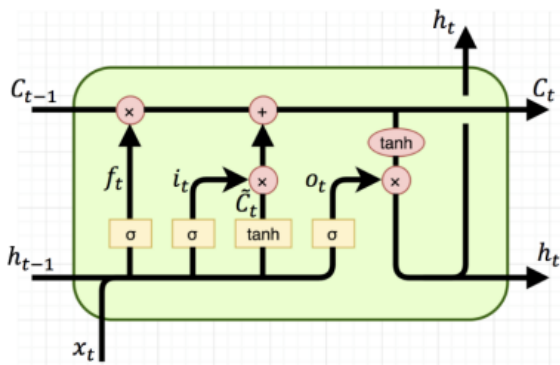 h_t
C_{t-1} × + C_t
tanh
f_t i_t × o_t ×
C̃_t
σ σ tanh σ
h_{t-1} h_t
x_t